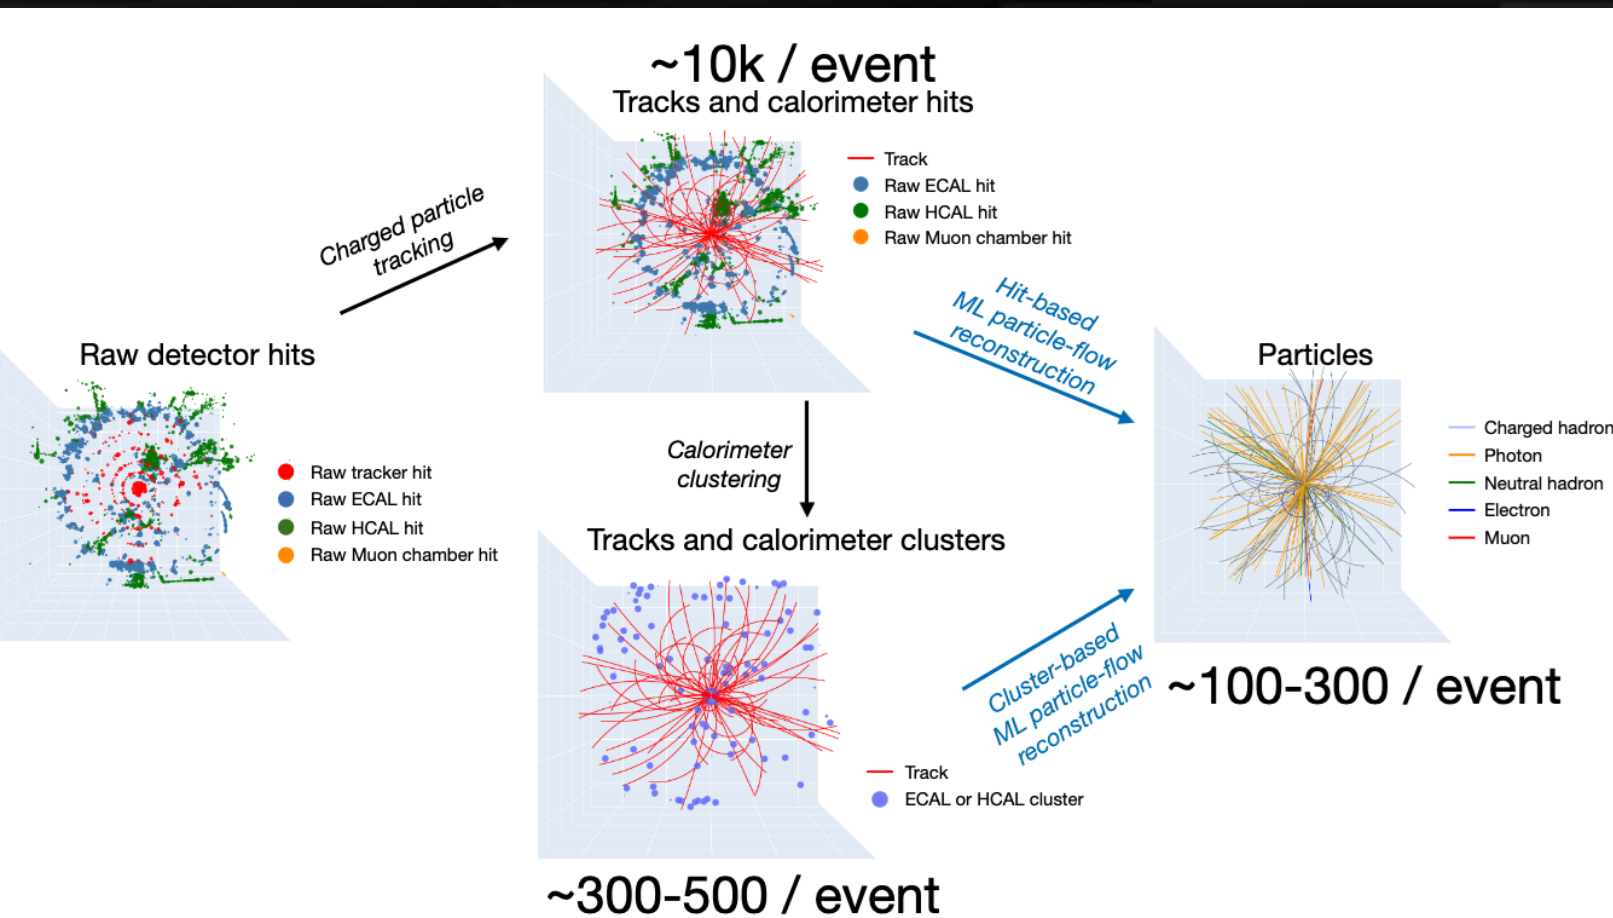 ~10k / event
Tracks and calorimeter hits
Track
Raw ECAL hit
Raw HCAL hit
Raw Muon chamber hit
Charged particle
tracking
Hit-based
ML particle-flow
reconstruction
Raw detector hits
Raw tracker hit
Raw ECAL hit
Raw HCAL hit
Raw Muon chamber hit
Calorimeter
clustering
Particles
Charged hadron
Photon
Neutral hadron
Electron
Muon
Tracks and calorimeter clusters
Track
ECAL or HCAL cluster
Cluster-based
ML particle-flow
reconstruction
~100-300 / event
~300-500 / event